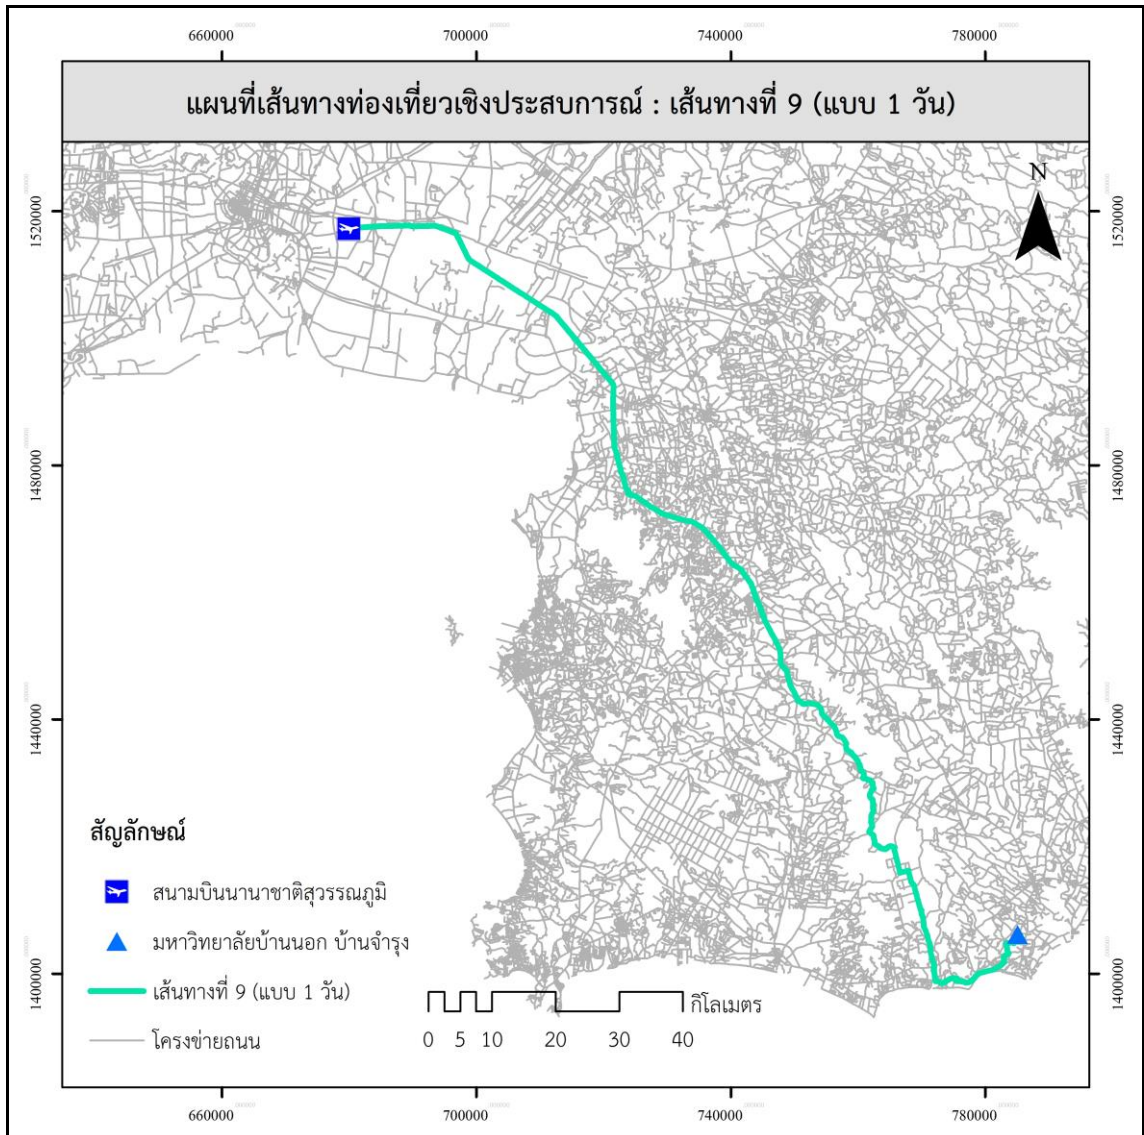 660000 700000 740000 780000
แผนที่เส้นทางท่องเที่ยวเชิงประสบการณ์ : เส้นทางที่ 9 (แบบ 1 วัน)
N
1520000 1520000
1480000 1480000
1440000 1440000
1400000 1400000
สัญลักษณ์
สนามบินนานาชาติสุวรรณภูมิ
มหาวิทยาลัยบ้านนอก บ้านจำรุง
เส้นทางที่ 9 (แบบ 1 วัน)
โครงข่ายถนน
กิโลเมตร
0 5 10 20 30 40
660000 700000 740000 780000